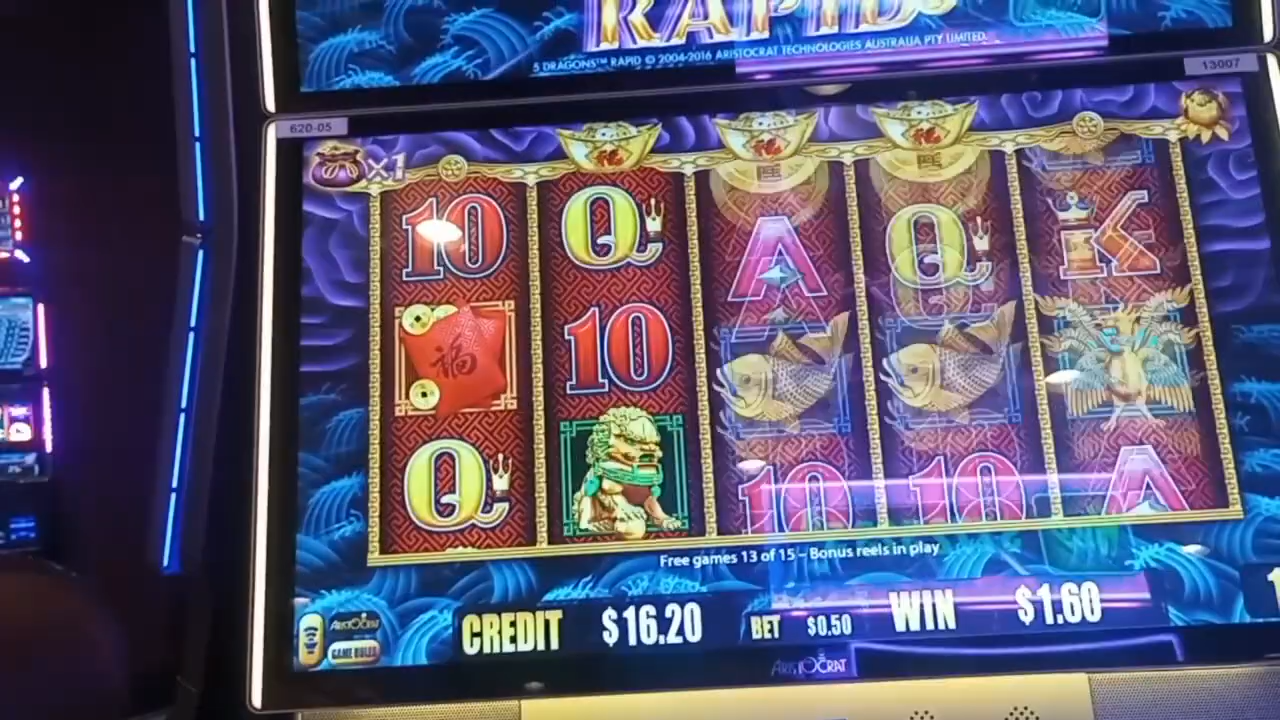 RAPID
5 DRAGONS™ RAPID © 2004-2016 ARISTOCRAT TECHNOLOGIES AUSTRALIA PTY LIMITED.
13007
620-05
X1
10 Q A Q K
福 10
Q 10 10 A
Free games 13 of 15 – Bonus reels in play
ARISTOCRAT
GAME RULES
CREDIT $16.20 BET $0.50 WIN $1.60
ARISTOCRAT